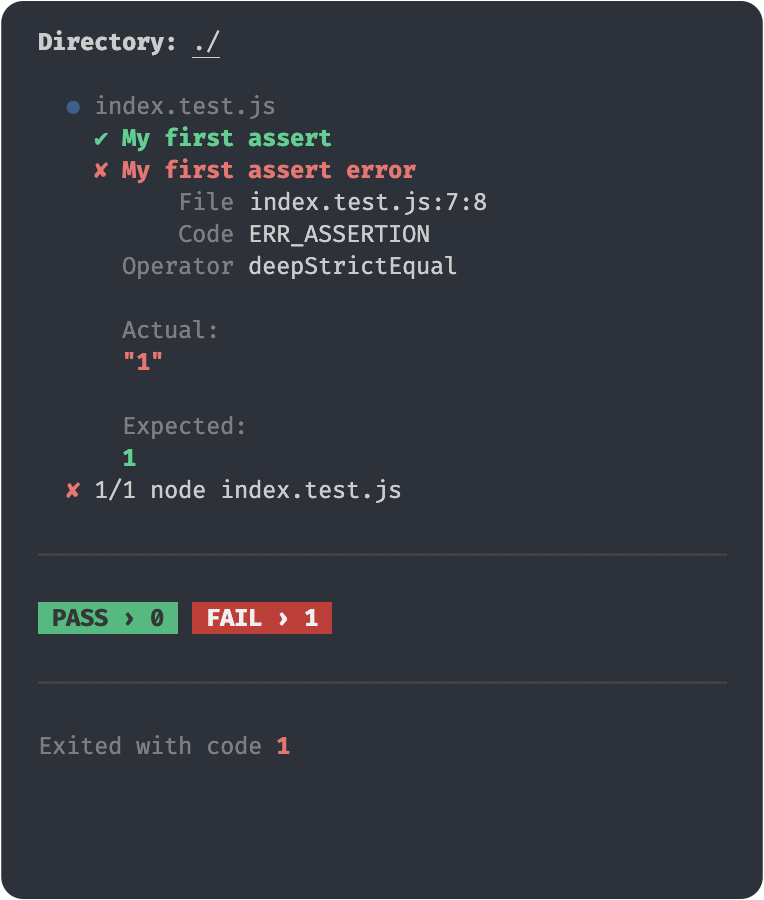 Directory: ./
● index.test.js
✔ My first assert
✘ My first assert error
File index.test.js:7:8
Code ERR_ASSERTION
Operator deepStrictEqual
Actual:
"1"
Expected:
1
✘ 1/1 node index.test.js
PASS › 0 FAIL › 1
Exited with code 1